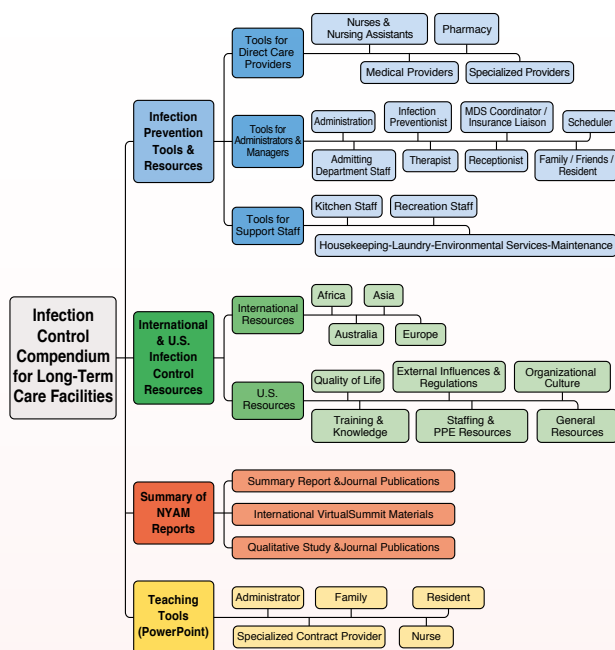 Infection
Control
Compendium
for Long-Term
Care Facilities
Infection
Prevention
Tools &
Resources
Tools for
Direct Care
Providers
Nurses &
Nursing Assistants
Pharmacy
Medical Providers
Specialized Providers
Tools for
Administrators &
Managers
Administration
Infection
Preventionist
MDS Coordinator /
Insurance Liaison
Scheduler
Admitting
Department Staff
Therapist
Receptionist
Family / Friends /
Resident
Tools for
Support Staff
Kitchen Staff
Recreation Staff
Housekeeping-Laundry-Environmental Services-Maintenance
International
& U.S.
Infection
Control
Resources
International
Resources
Africa
Asia
Australia
Europe
U.S.
Resources
Quality of Life
External Influences &
Regulations
Organizational
Culture
Training &
Knowledge
Staffing &
PPE Resources
General
Resources
Summary of
NYAM
Reports
Summary Report &Journal Publications
International VirtualSummit Materials
Qualitative Study &Journal Publications
Teaching
Tools
(PowerPoint)
Administrator
Family
Resident
Specialized Contract Provider
Nurse